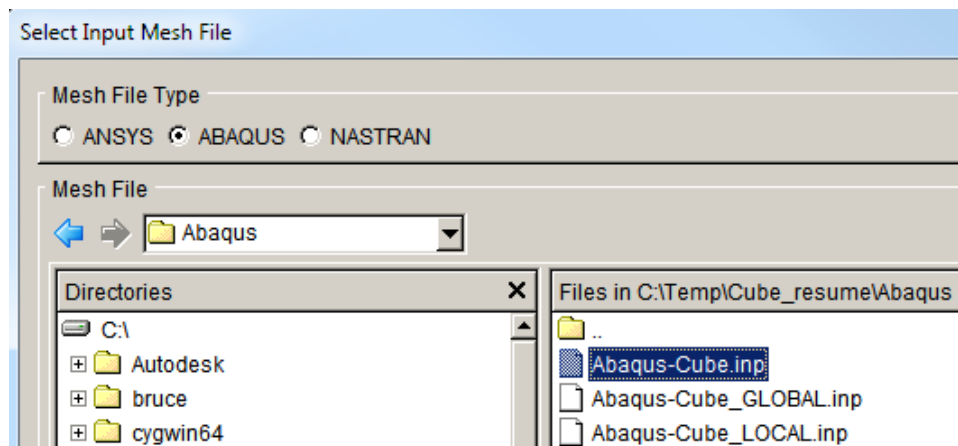 Select Input Mesh File
Mesh File Type
ANSYS ABAQUS NASTRAN
Mesh File
Abaqus
Directories
C:\
Autodesk
bruce
cygwin64
Files in C:\Temp\Cube_resume\Abaqus
..
Abaqus-Cube.inp
Abaqus-Cube_GLOBAL.inp
Abaqus-Cube_LOCAL.inp